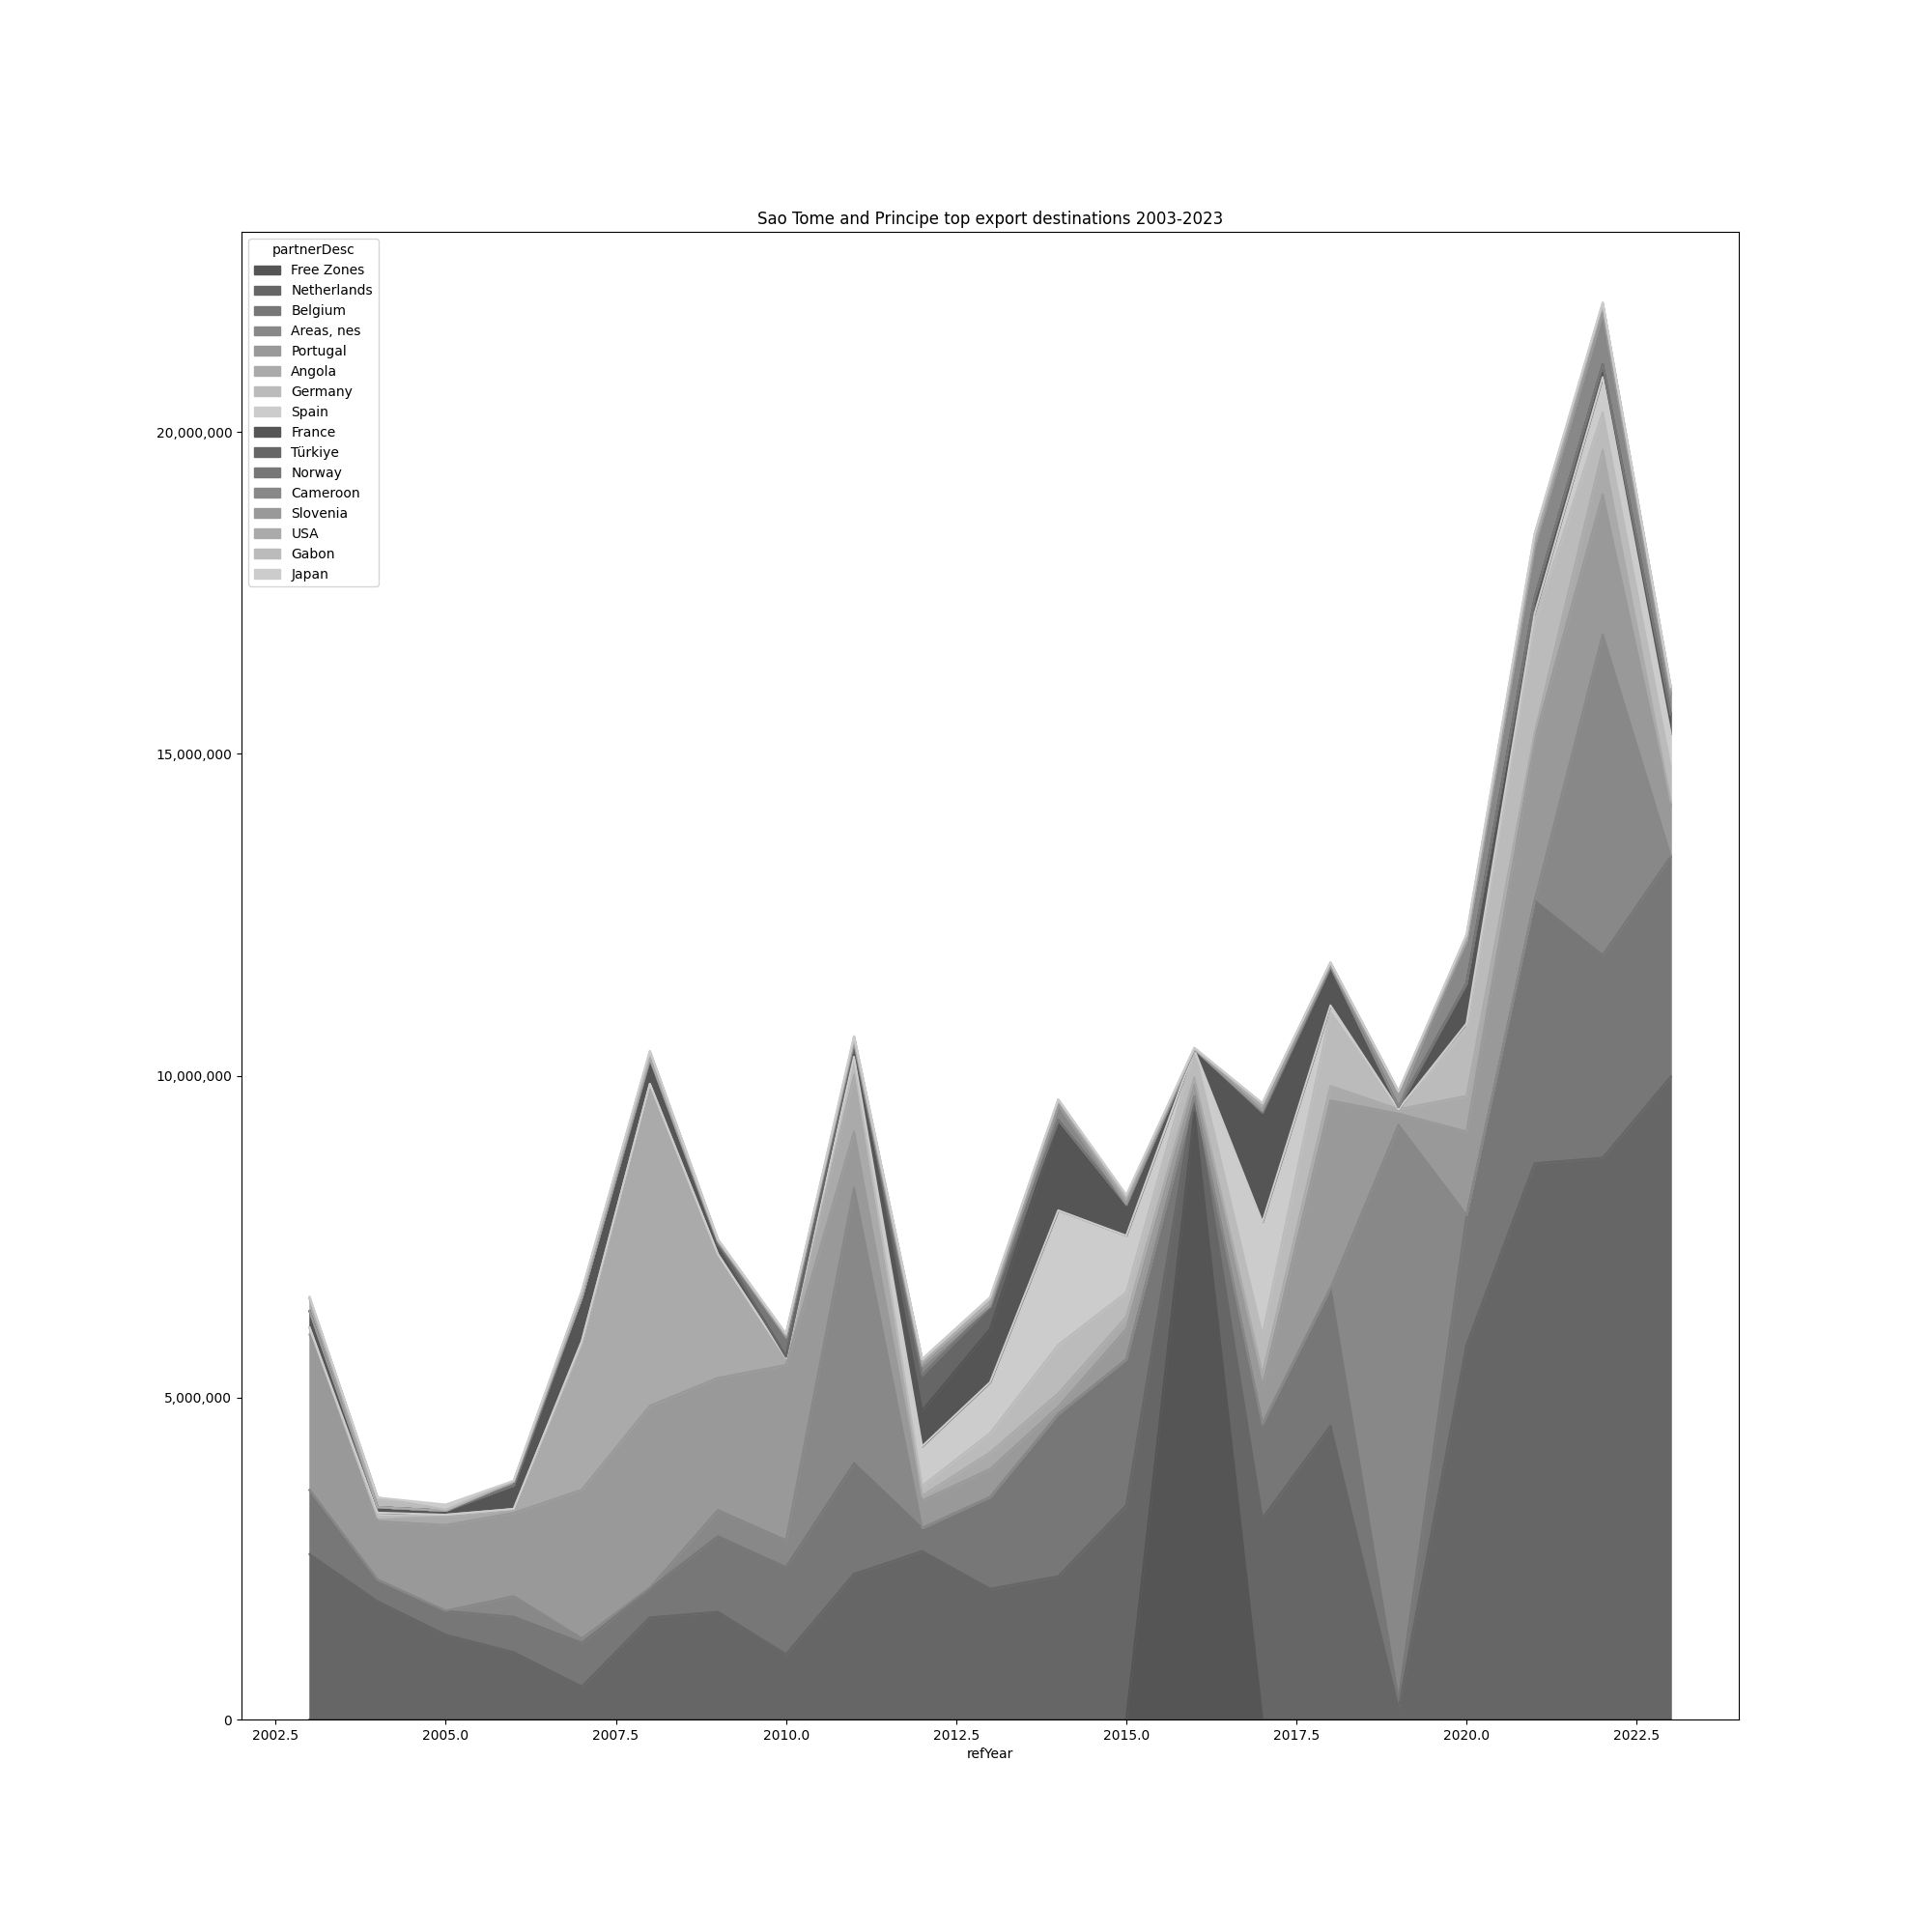 Sao Tome and Principe top export destinations 2003-2023
partnerDesc
Free Zones
Netherlands
Belgium
Areas, nes
Portugal
Angola
Germany
Spain
France
Türkiye
Norway
Cameroon
Slovenia
USA
Gabon
Japan
20,000,000
15,000,000
10,000,000
5,000,000
0
2002.5 2005.0 2007.5 2010.0 2012.5 2015.0 2017.5 2020.0 2022.5
refYear